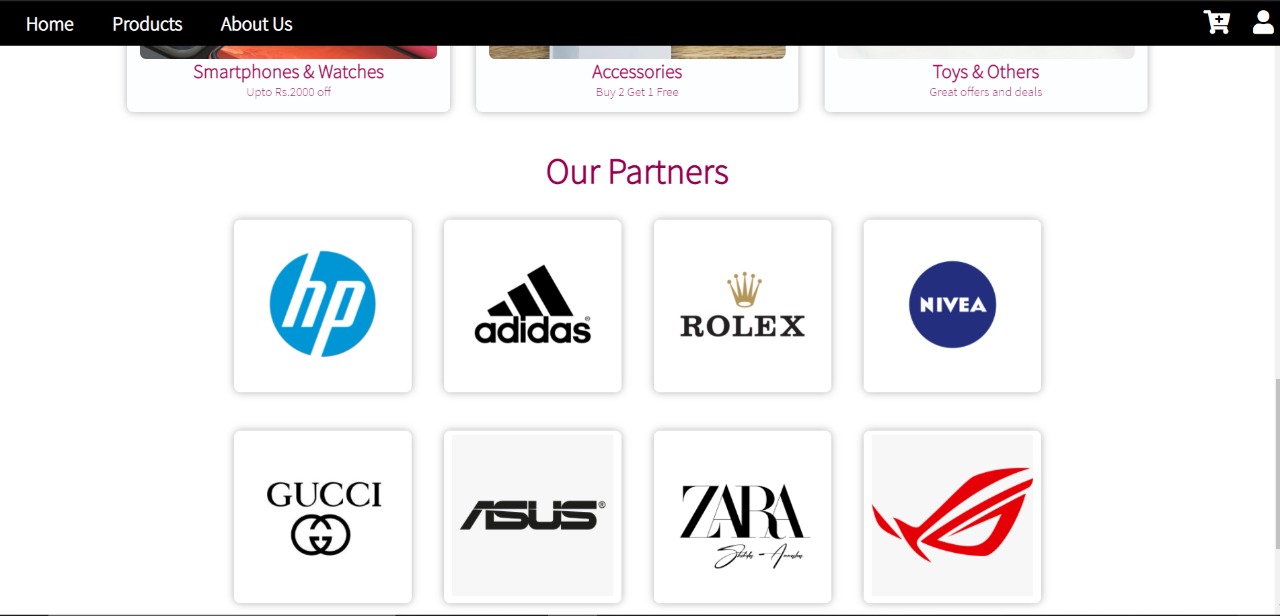 Home Products About Us
Smartphones & Watches Accessories Toys & Others
Upto Rs.2000 off Buy 2 Get 1 Free Great offers and deals
Our Partners
hp adidas® ROLEX NIVEA
GUCCI ASUS® ZARA